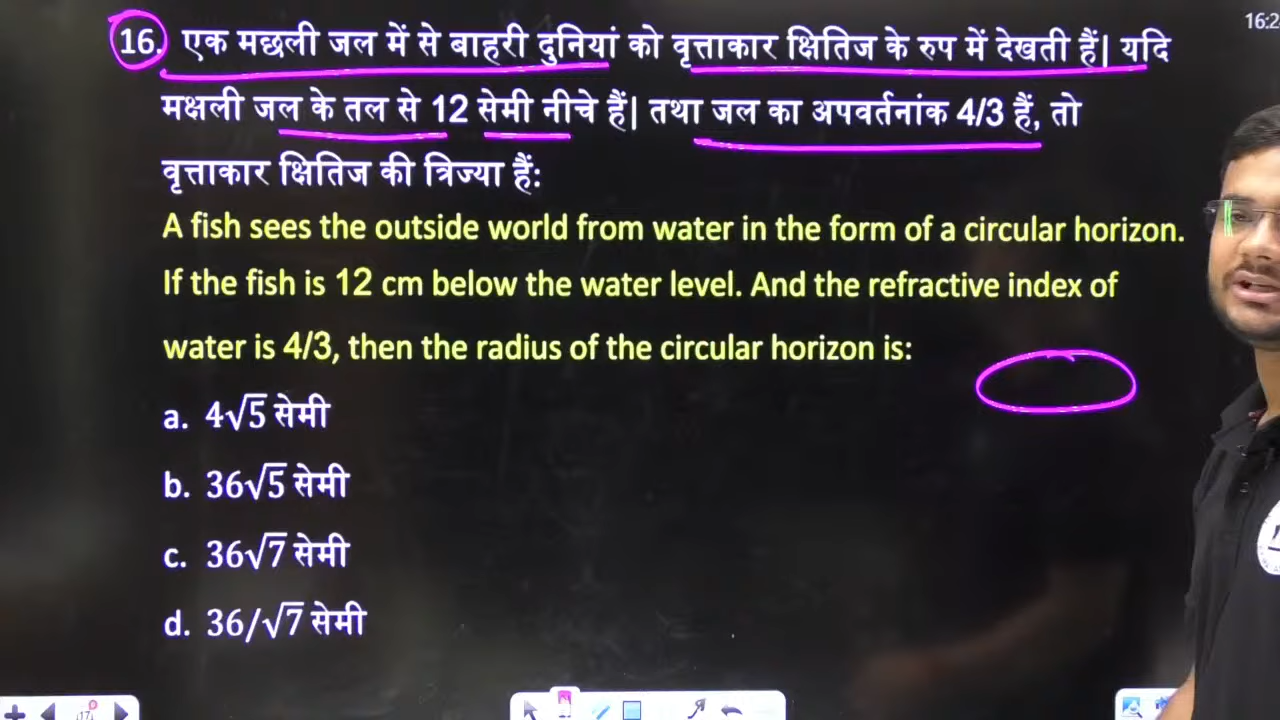 16:2
16. एक मछली जल में से बाहरी दुनियां को वृत्ताकार क्षितिज के रुप में देखती हैं| यदि
मक्षली जल के तल से 12 सेमी नीचे हैं| तथा जल का अपवर्तनांक 4/3 हैं, तो
वृत्ताकार क्षितिज की त्रिज्या हैं:
A fish sees the outside world from water in the form of a circular horizon.
If the fish is 12 cm below the water level. And the refractive index of
water is 4/3, then the radius of the circular horizon is:
a. 4√5 सेमी
b. 36√5 सेमी
c. 36√7 सेमी
d. 36/√7 सेमी
17